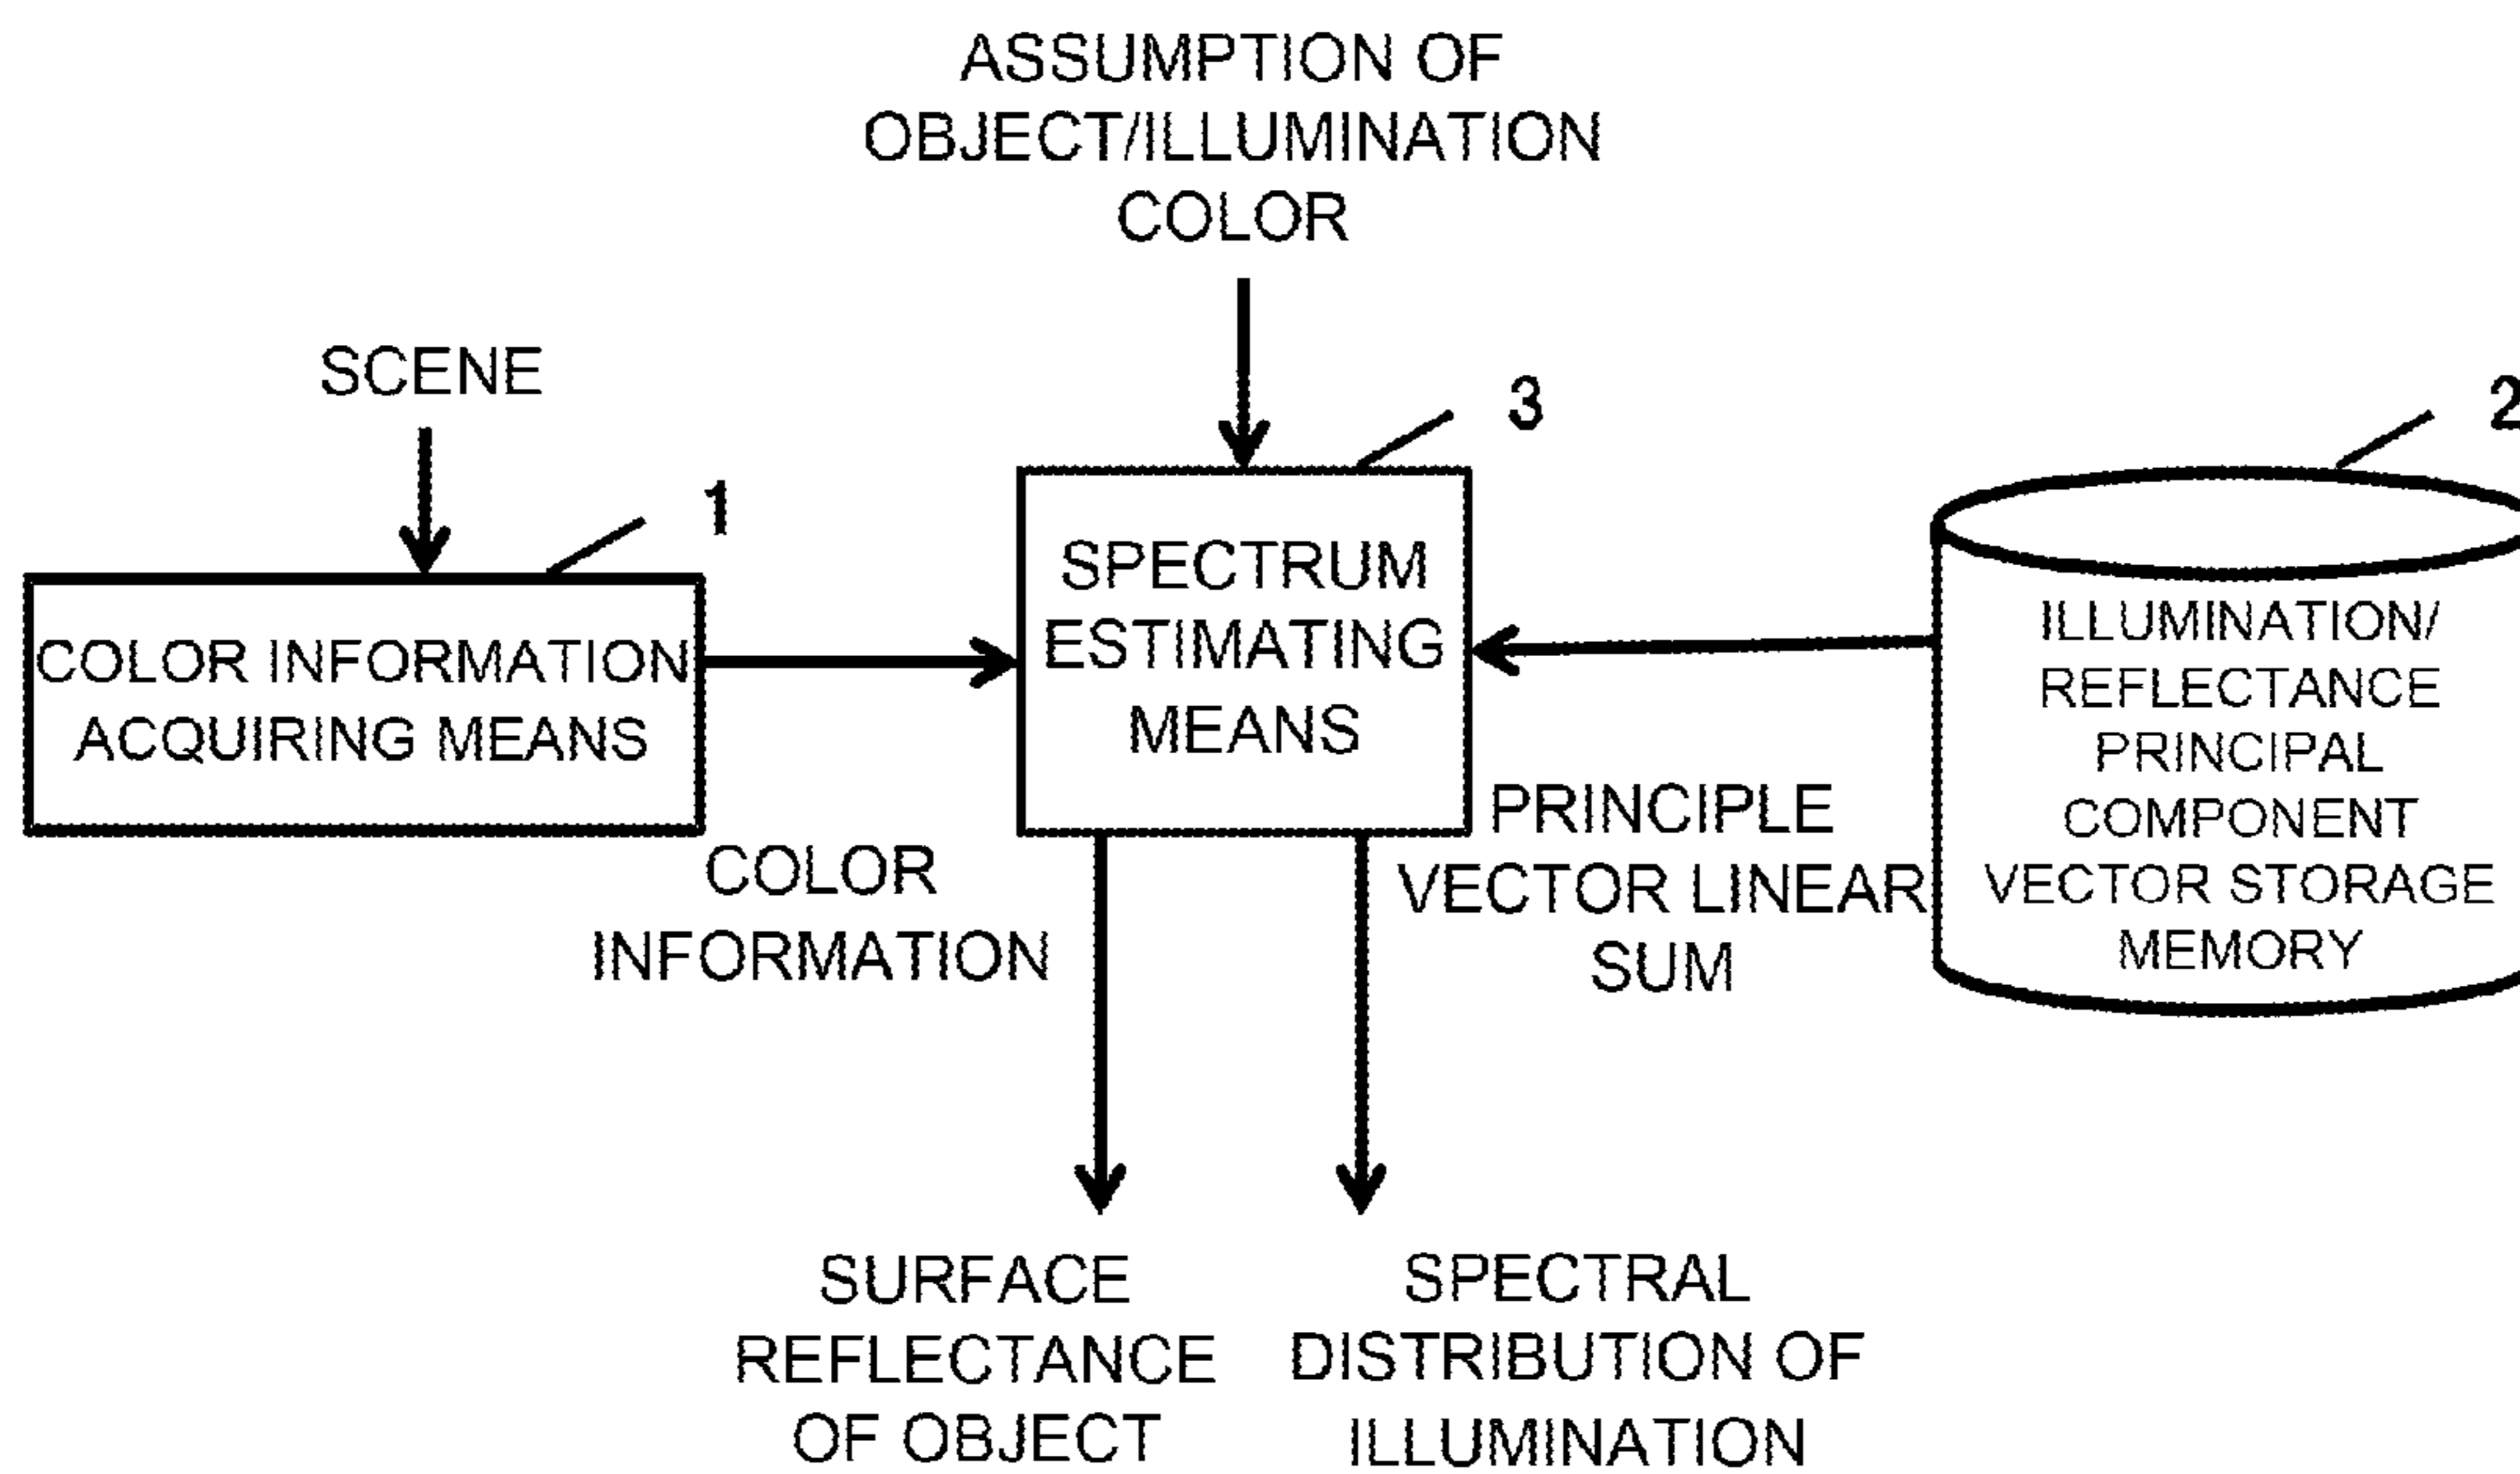 ASSUMPTION OF
OBJECT/ILLUMINATION
COLOR
SCENE
3
2
1
COLOR INFORMATION
ACQUIRING MEANS
SPECTRUM
ESTIMATING
MEANS
ILLUMINATION/
REFLECTANCE
PRINCIPAL
COMPONENT
VECTOR STORAGE
MEMORY
COLOR
INFORMATION
PRINCIPLE
VECTOR LINEAR
SUM
SURFACE
REFLECTANCE
OF OBJECT
SPECTRAL
DISTRIBUTION OF
ILLUMINATION